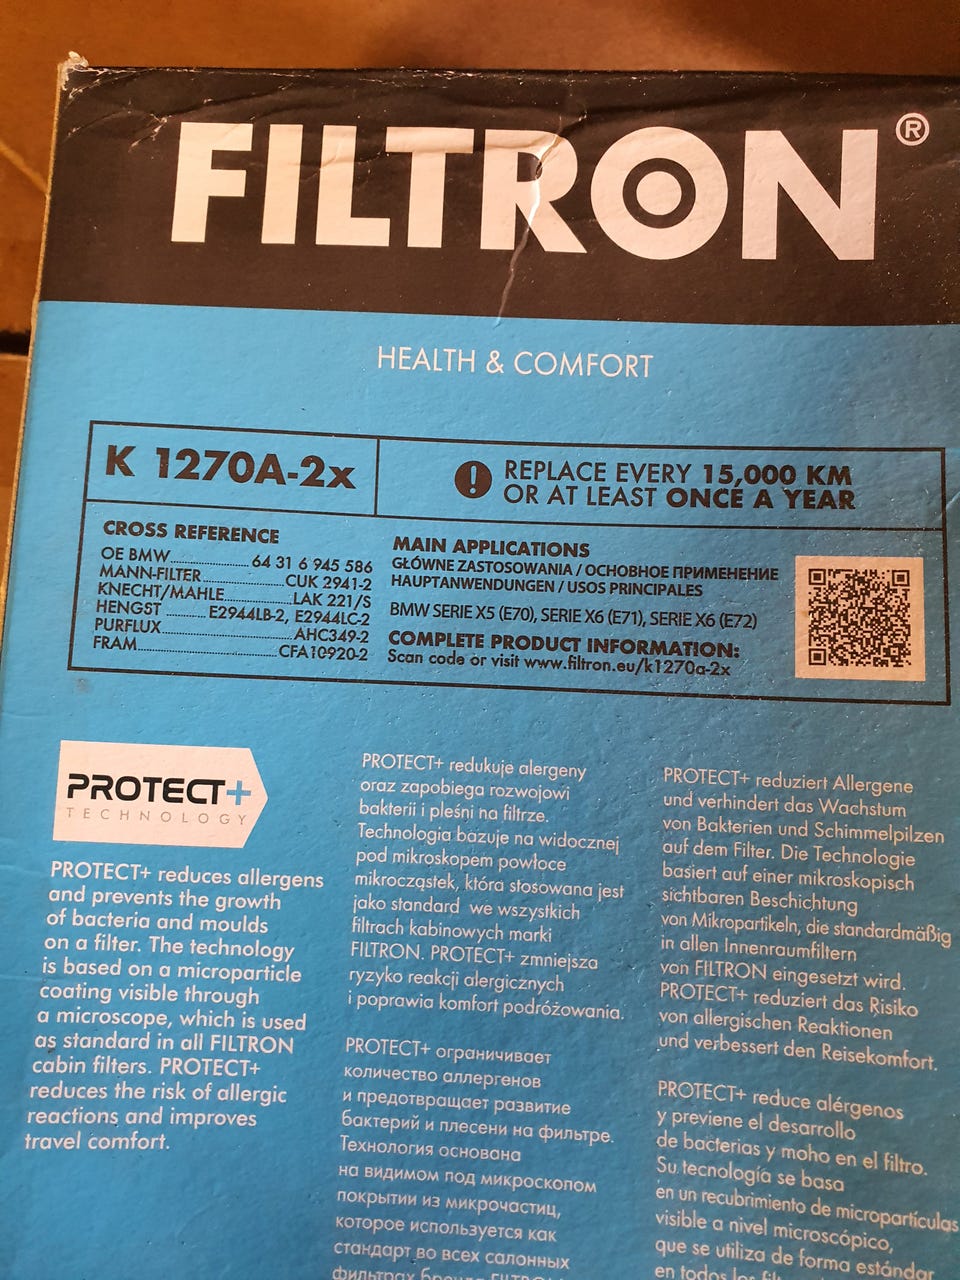 FILTRON®
HEALTH & COMFORT
K 1270A-2x
! REPLACE EVERY 15,000 KM
OR AT LEAST ONCE A YEAR
CROSS REFERENCE
OE BMW 64 31 6 945 586
MANN-FILTER CUK 2941-2
KNECHT/MAHLE LAK 221/S
HENGST E2944LB-2, E2944LC-2
PURFLUX AHC349-2
FRAM CFA10920-2
MAIN APPLICATIONS
GŁÓWNE ZASTOSOWANIA / ОСНОВНОЕ ПРИМЕНЕНИЕ
HAUPTANWENDUNGEN / USOS PRINCIPALES
BMW SERIE X5 (E70), SERIE X6 (E71), SERIE X6 (E72)
COMPLETE PRODUCT INFORMATION:
Scan code or visit www.filtron.eu/k1270a-2x
PROTECT+
TECHNOLOGY
PROTECT+ reduces allergens
and prevents the growth
of bacteria and moulds
on a filter. The technology
is based on a microparticle
coating visible through
a microscope, which is used
as standard in all FILTRON
cabin filters. PROTECT+
reduces the risk of allergic
reactions and improves
travel comfort.
PROTECT+ redukuje alergeny
oraz zapobiega rozwojowi
bakterii i pleśni na filtrze.
Technologia bazuje na widocznej
pod mikroskopem powłoce
mikrocząstek, która stosowana jest
jako standard we wszystkich
filtrach kabinowych marki
FILTRON. PROTECT+ zmniejsza
ryzyko reakcji alergicznych
i poprawia komfort podróżowania.
PROTECT+ ограничивает
количество аллергенов
и предотвращает развитие
бактерий и плесени на фильтре.
Технология основана
на видимом под микроскопом
покрытии из микрочастиц,
которое используется как
стандарт во всех салонных
фильтрах бренда FILTRON
PROTECT+ reduziert Allergene
und verhindert das Wachstum
von Bakterien und Schimmelpilzen
auf dem Filter. Die Technologie
basiert auf einer mikroskopisch
sichtbaren Beschichtung
von Mikropartikeln, die standardmäßig
in allen Innenraumfiltern
von FILTRON eingesetzt wird.
PROTECT+ reduziert das Risiko
von allergischen Reaktionen
und verbessert den Reisekomfort.
PROTECT+ reduce alérgenos
y previene el desarrollo
de bacterias y moho en el filtro.
Su tecnología se basa
en un recubrimiento de micropartículas
visible a nivel microscópico,
que se utiliza de forma estándar
en todos los